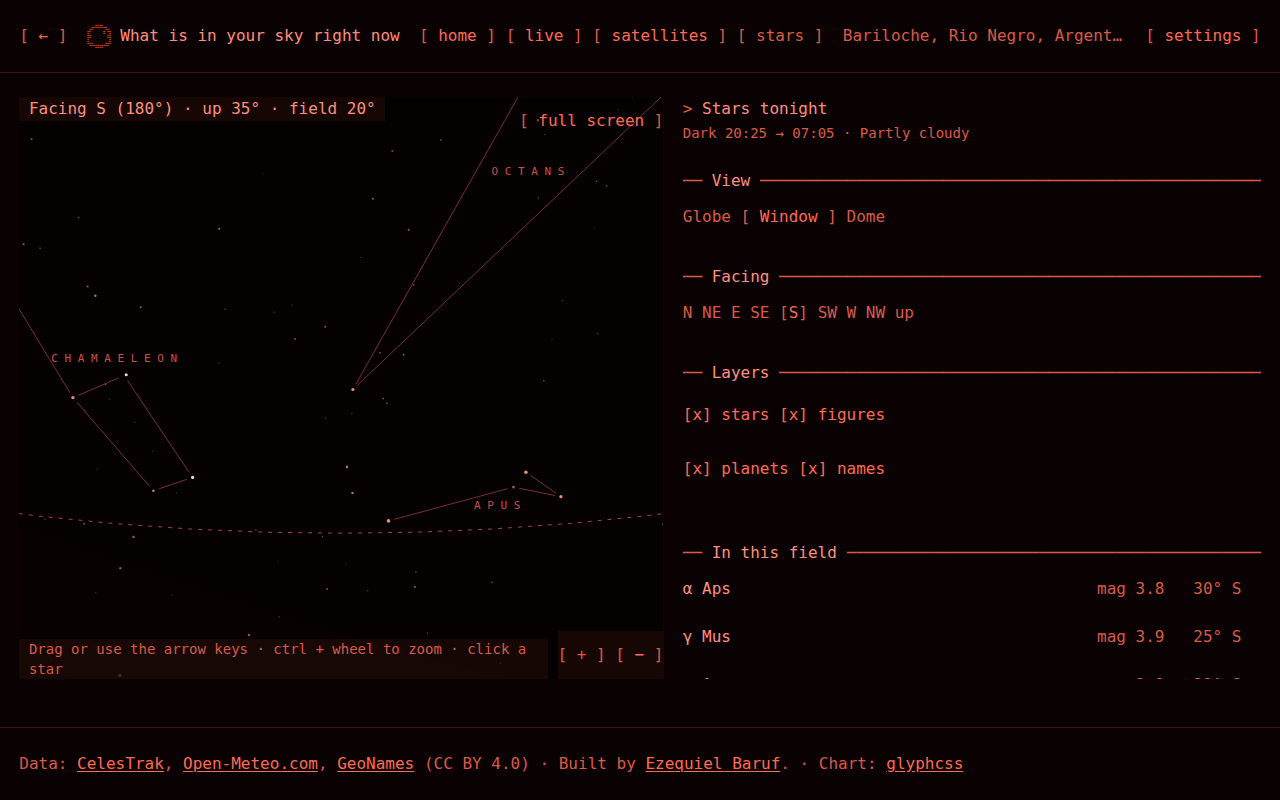 [ ← ] What is in your sky right now [ home ] [ live ] [ satellites ] [ stars ] Bariloche, Rio Negro, Argent… [ settings ]
Facing S (180°) · up 35° · field 20°
[ full screen ]
OCTANS
CHAMAELEON
APUS
Drag or use the arrow keys · ctrl + wheel to zoom · click a
star
[ + ] [ − ]
> Stars tonight
Dark 20:25 → 07:05 · Partly cloudy
View
Globe [ Window ] Dome
Facing
N NE E SE [S] SW W NW up
Layers
[x] stars [x] figures
[x] planets [x] names
In this field
α Aps mag 3.8 30° S
γ Mus mag 3.9 25° S
Data: CelesTrak, Open-Meteo.com, GeoNames (CC BY 4.0) · Built by Ezequiel Baruf. · Chart: glyphcss